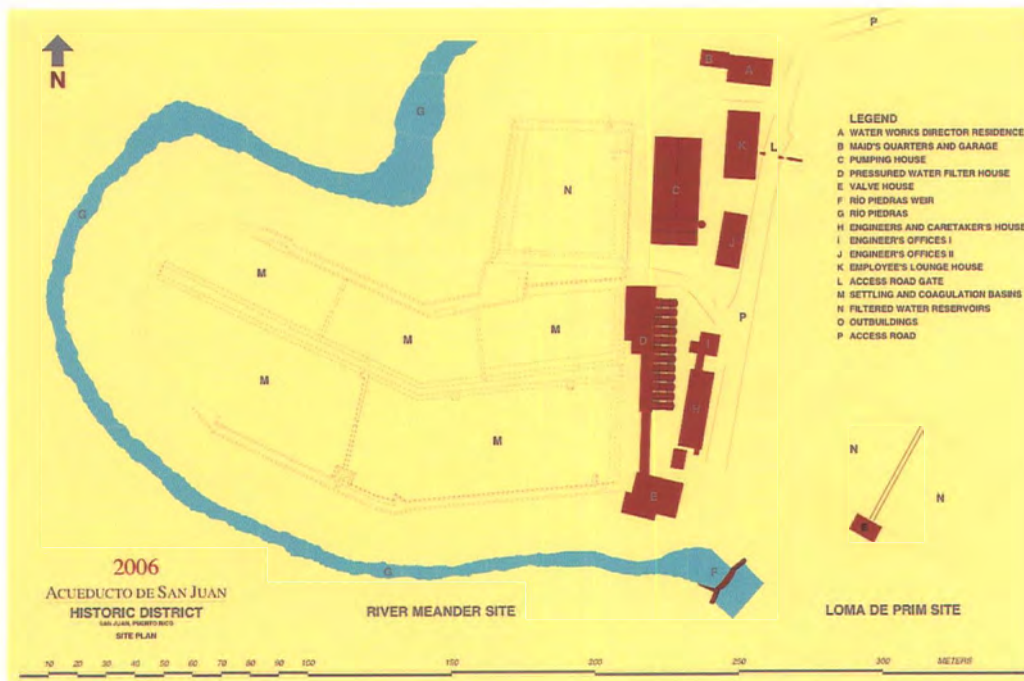 P
N
B
A
LEGEND
A WATER WORKS DIRECTOR RESIDENCE
B MAID'S QUARTERS AND GARAGE
C PUMPING HOUSE
D PRESSURED WATER FILTER HOUSE
E VALVE HOUSE
F RÍO PIEDRAS WEIR
G RÍO PIEDRAS
H ENGINEERS AND CARETAKER'S HOUSE
I ENGINEER'S OFFICES I
J ENGINEER'S OFFICES II
K EMPLOYEE'S LOUNGE HOUSE
L ACCESS ROAD GATE
M SETTLING AND COAGULATION BASINS
N FILTERED WATER RESERVOIRS
O OUTBUILDINGS
P ACCESS ROAD
G
K
L
N
C
G
J
M
P
M
M
D
I
M
H
M
N
E
N
G
F
2006
ACUEDUCTO DE SAN JUAN
HISTORIC DISTRICT
SAN JUAN, PUERTO RICO
SITE PLAN
RIVER MEANDER SITE
LOMA DE PRIM SITE
10 20 30 40 50 60 70 80 90 100 150 200 250 300 METERS